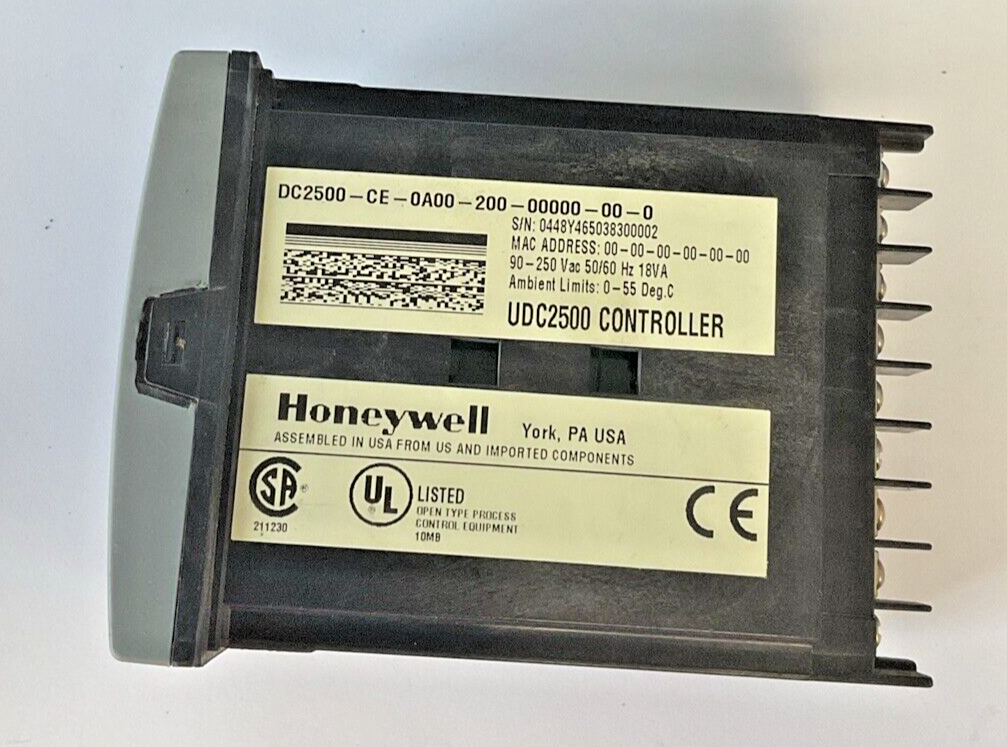 DC2500-CE-0A00-200-00000-00-0
S/N: 0448Y465038300002
MAC ADDRESS: 00-00-00-00-00-00
90-250 Vac 50/60 Hz 18VA
Ambient Limits: 0-55 Deg.C
UDC2500 CONTROLLER
Honeywell York, PA USA
ASSEMBLED IN USA FROM US AND IMPORTED COMPONENTS
SA ®
211230
UL ®
LISTED
OPEN TYPE PROCESS
CONTROL EQUIPMENT
10MB
CE